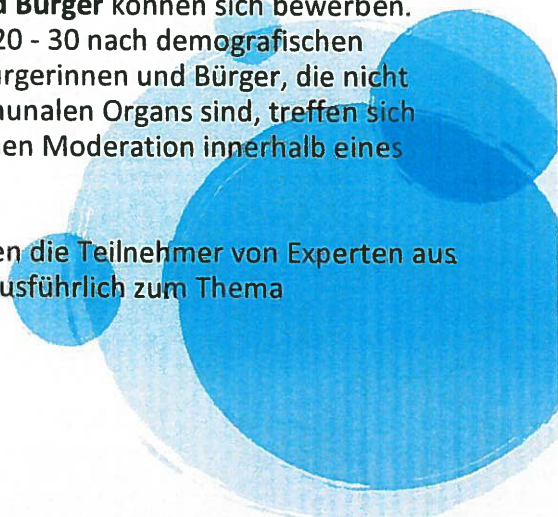 d Bürger können sich bewerben.
20 - 30 nach demografischen
rgerinnen und Bürger, die nicht
unalen Organs sind, treffen sich
en Moderation innerhalb eines
en die Teilnehmer von Experten aus
usführlich zum Thema